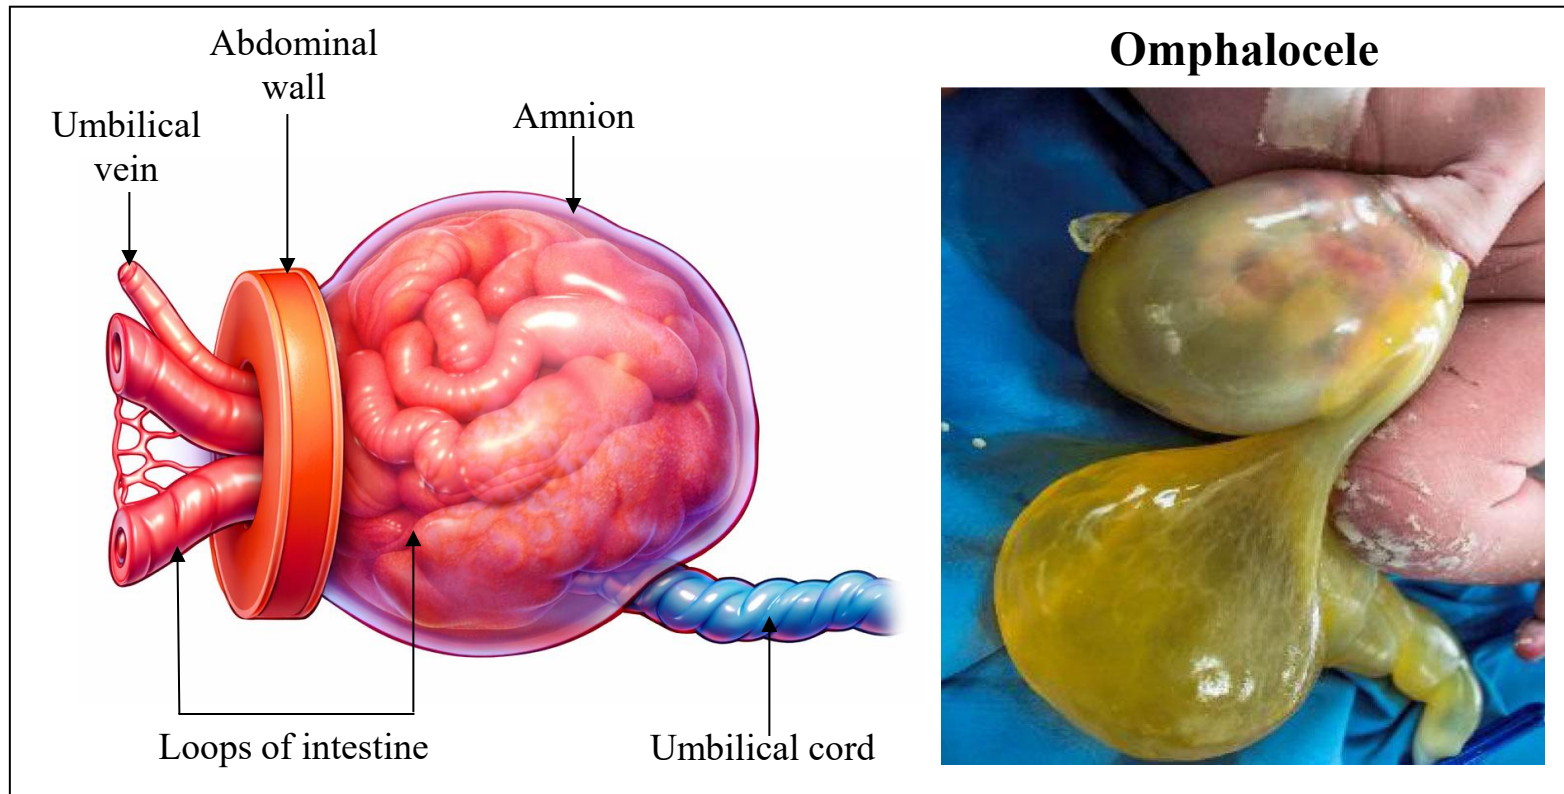 Abdominal
wall
Umbilical
vein
Amnion
Loops of intestine
Umbilical cord
Omphalocele